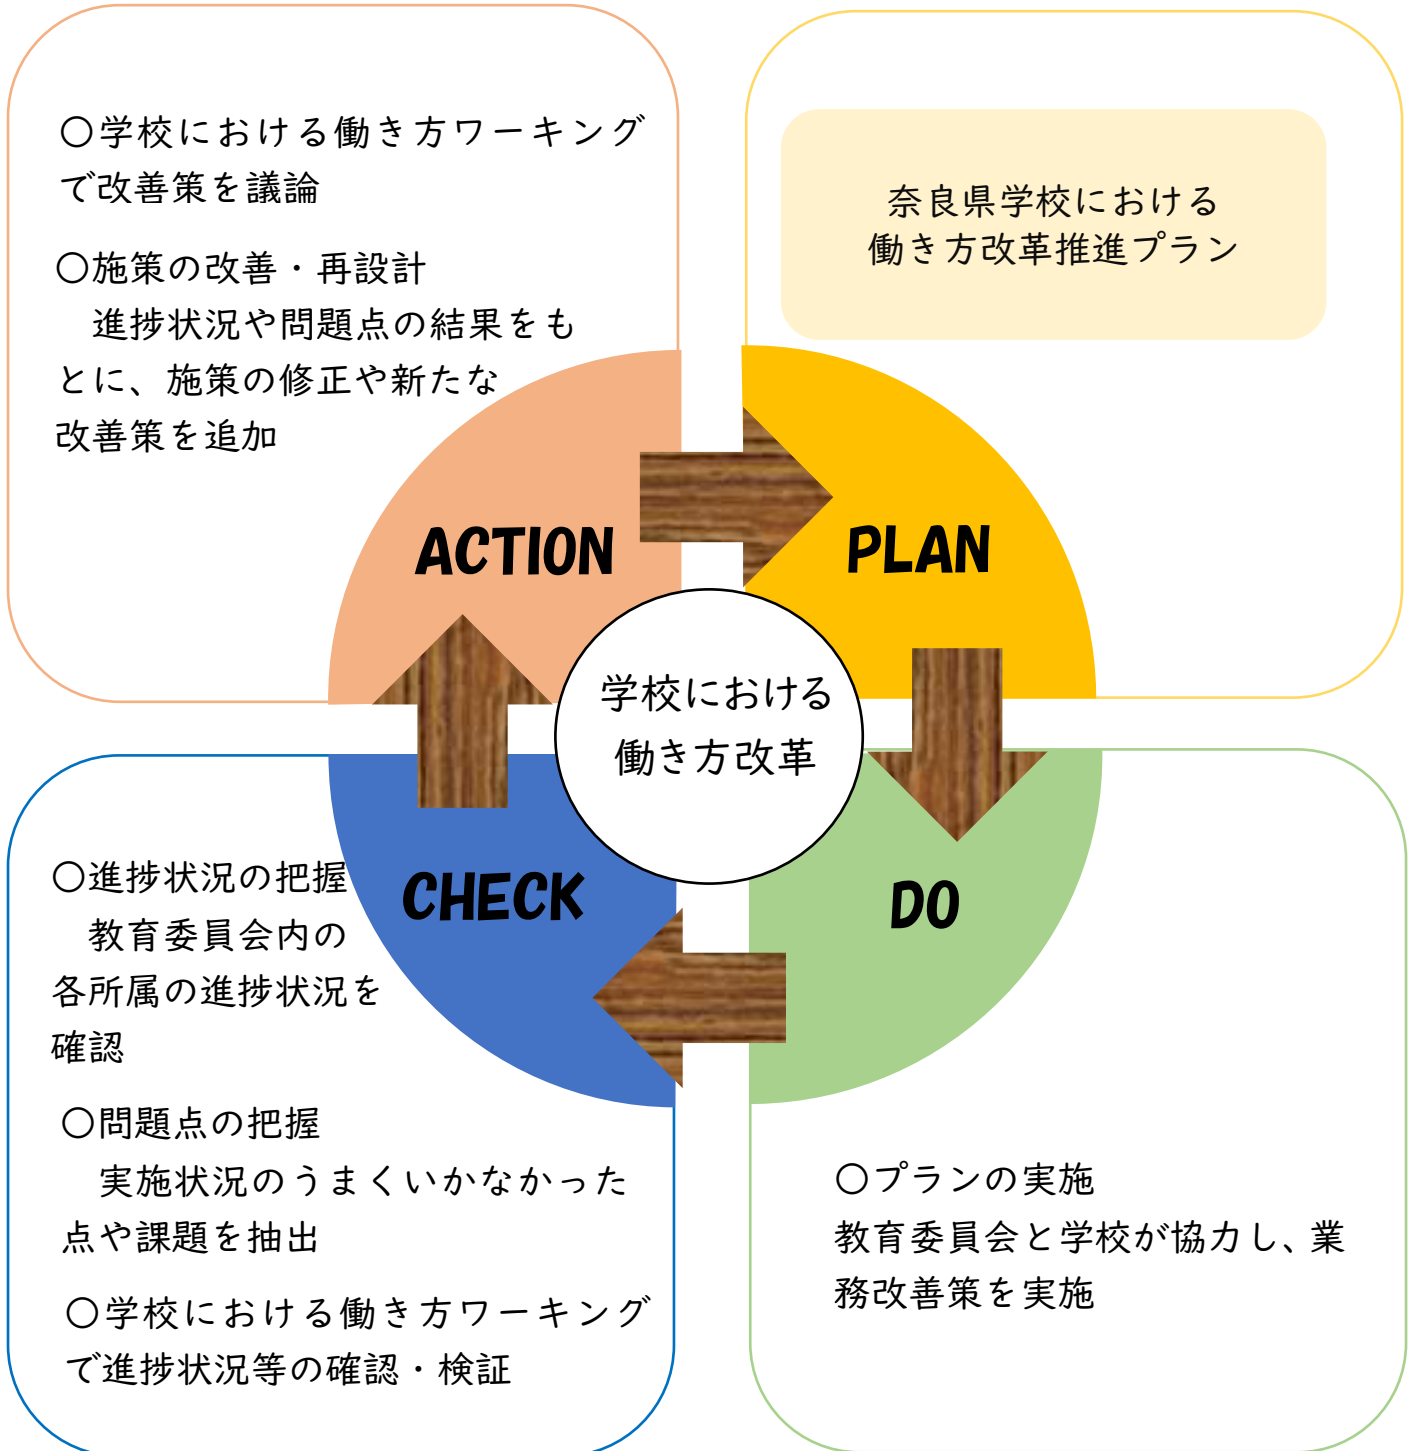 〇学校における働き方ワーキング
で改善策を議論
〇施策の改善・再設計
進捗状況や問題点の結果をも
とに、施策の修正や新たな
改善策を追加
ACTION
奈良県学校における
働き方改革推進プラン
PLAN
学校における
働き方改革
〇進捗状況の把握
教育委員会内の
各所属の進捗状況を
確認
〇問題点の把握
実施状況のうまくいかなかった
点や課題を抽出
〇学校における働き方ワーキング
で進捗状況等の確認・検証
CHECK
DO
〇プランの実施
教育委員会と学校が協力し、業
務改善策を実施